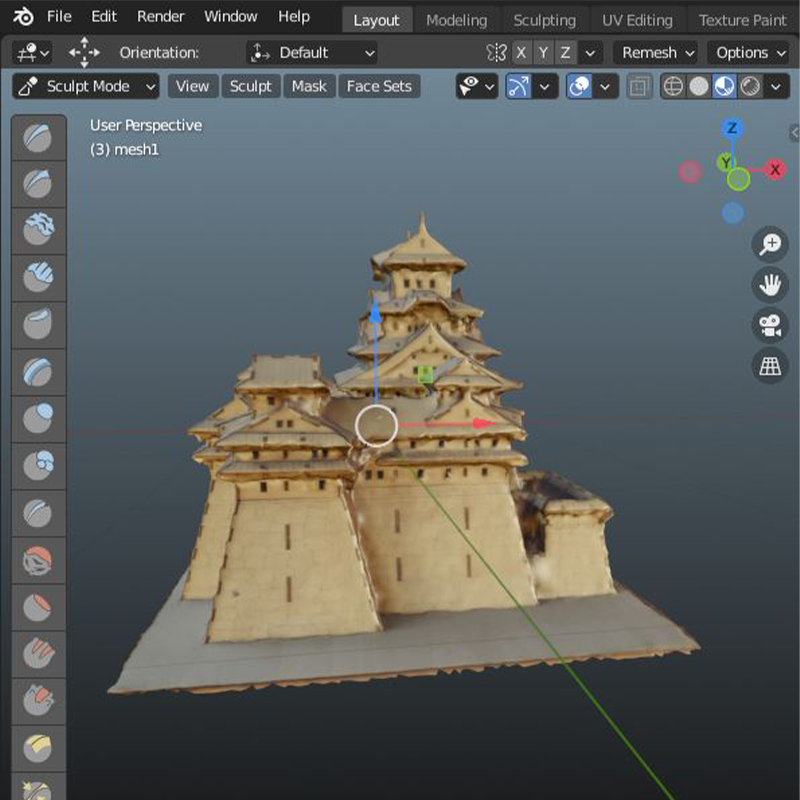 File Edit Render Window Help Layout Modeling Sculpting UV Editing Texture Paint
Orientation: Default X Y Z Remesh Options
Sculpt Mode View Sculpt Mask Face Sets
User Perspective
(3) mesh1
Z
Y
X